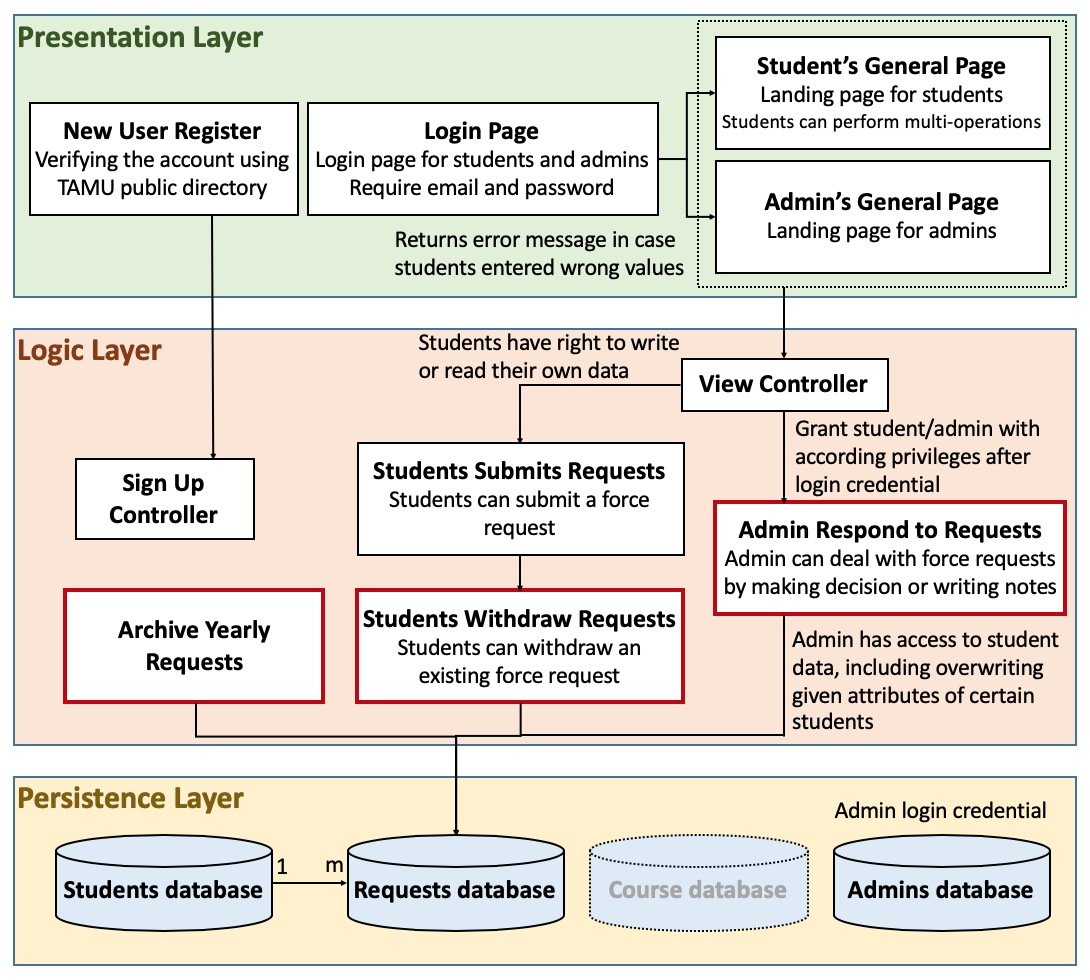 Presentation Layer
New User Register
Verifying the account using
TAMU public directory
Login Page
Login page for students and admins
Require email and password
Student's General Page
Landing page for students
Students can perform multi-operations
Admin's General Page
Landing page for admins
Returns error message in case
students entered wrong values
Logic Layer
Students have right to write
or read their own data
View Controller
Grant student/admin with
according privileges after
login credential
Sign Up
Controller
Students Submits Requests
Students can submit a force
request
Admin Respond to Requests
Admin can deal with force requests
by making decision or writing notes
Archive Yearly
Requests
Students Withdraw Requests
Students can withdraw an
existing force request
Admin has access to student
data, including overwriting
given attributes of certain
students
Persistence Layer
Admin login credential
Students database
1
m
Requests database
Course database
Admins database